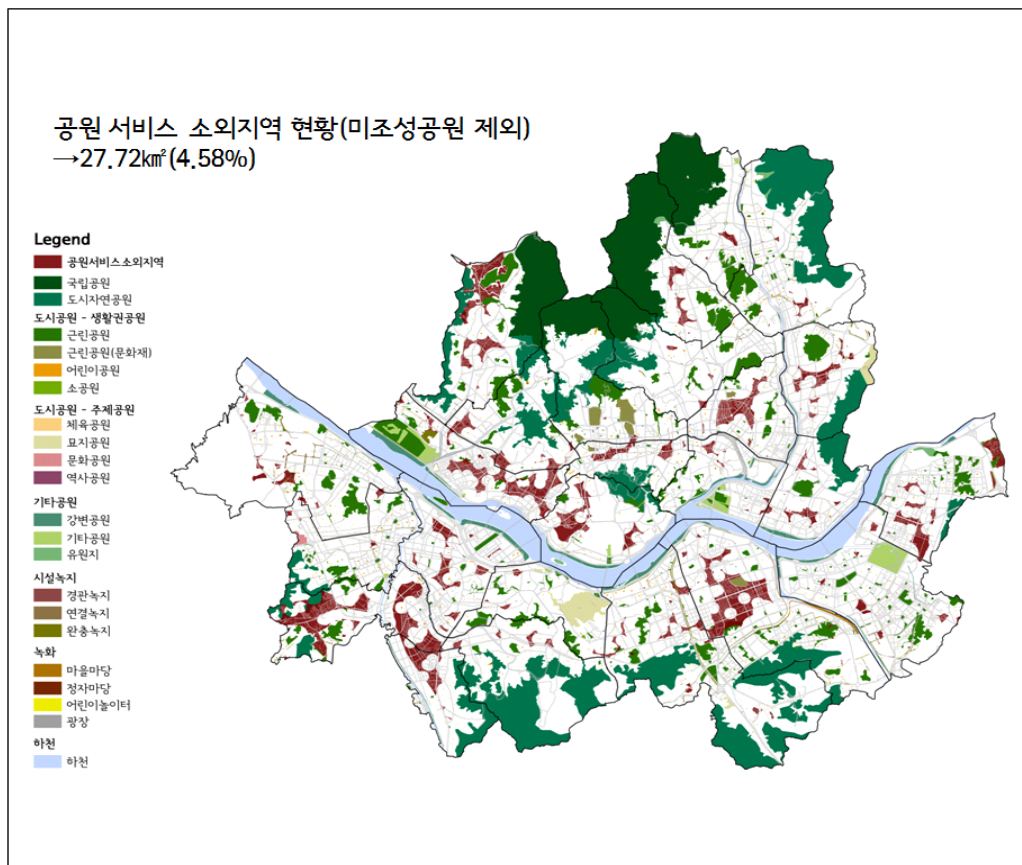 공원 서비스 소외지역 현황(미조성공원 제외)
→27.72㎢(4.58%)
Legend
공원서비스소외지역
국립공원
도시자연공원
도시공원 - 생활권공원
근린공원
근린공원(문화재)
어린이공원
소공원
도시공원 - 주제공원
체육공원
묘지공원
문화공원
역사공원
기타공원
강변공원
기타공원
유원지
시설녹지
경관녹지
연결녹지
완충녹지
녹화
마을마당
정자마당
어린이놀이터
광장
하천
하천